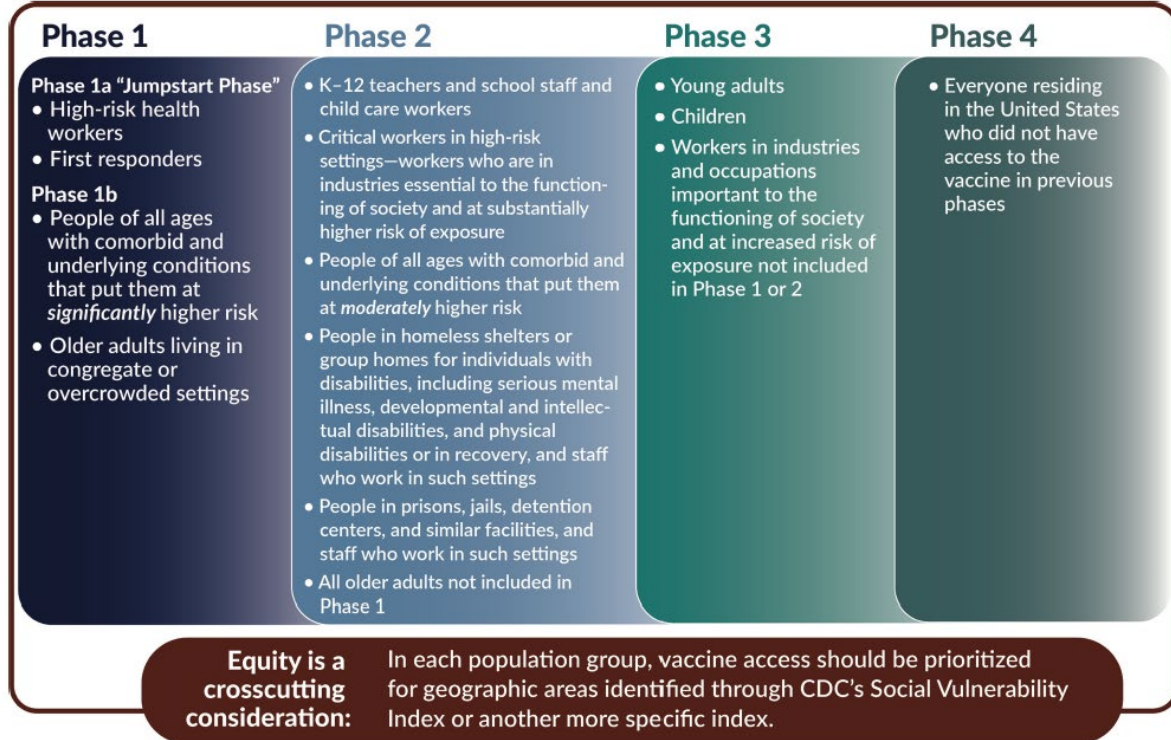 Phase 1
Phase 1a “Jumpstart Phase”
• High-risk health
workers
• First responders
Phase 1b
• People of all ages
with comorbid and
underlying conditions
that put them at
significantly higher risk
• Older adults living in
congregate or
overcrowded settings
Phase 2
• K–12 teachers and school staff and
child care workers
• Critical workers in high-risk
settings—workers who are in
industries essential to the function-
ing of society and at substantially
higher risk of exposure
• People of all ages with comorbid and
underlying conditions that put them
at moderately higher risk
• People in homeless shelters or
group homes for individuals with
disabilities, including serious mental
illness, developmental and intellec-
tual disabilities, and physical
disabilities or in recovery, and staff
who work in such settings
• People in prisons, jails, detention
centers, and similar facilities, and
staff who work in such settings
• All older adults not included in
Phase 1
Phase 3
• Young adults
• Children
• Workers in industries
and occupations
important to the
functioning of society
and at increased risk of
exposure not included
in Phase 1 or 2
Phase 4
• Everyone residing
in the United States
who did not have
access to the
vaccine in previous
phases
Equity is a
crosscutting
consideration:
In each population group, vaccine access should be prioritized
for geographic areas identified through CDC’s Social Vulnerability
Index or another more specific index.